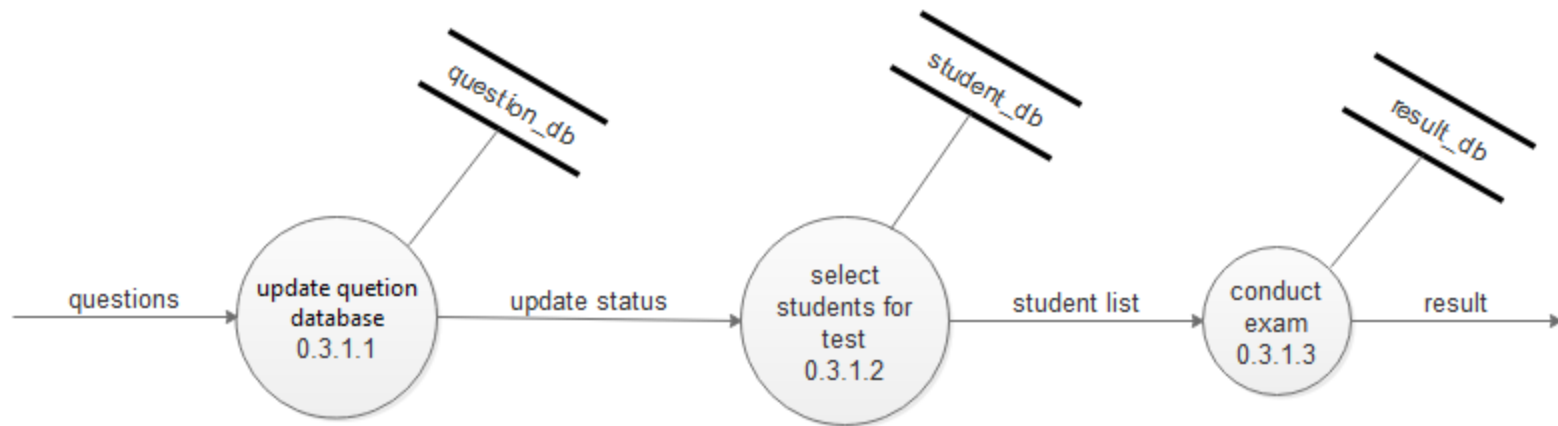 question_db
student_db
result_db
questions
update quetion
database
0.3.1.1
update status
select
students for
test
0.3.1.2
student list
conduct
exam
0.3.1.3
result